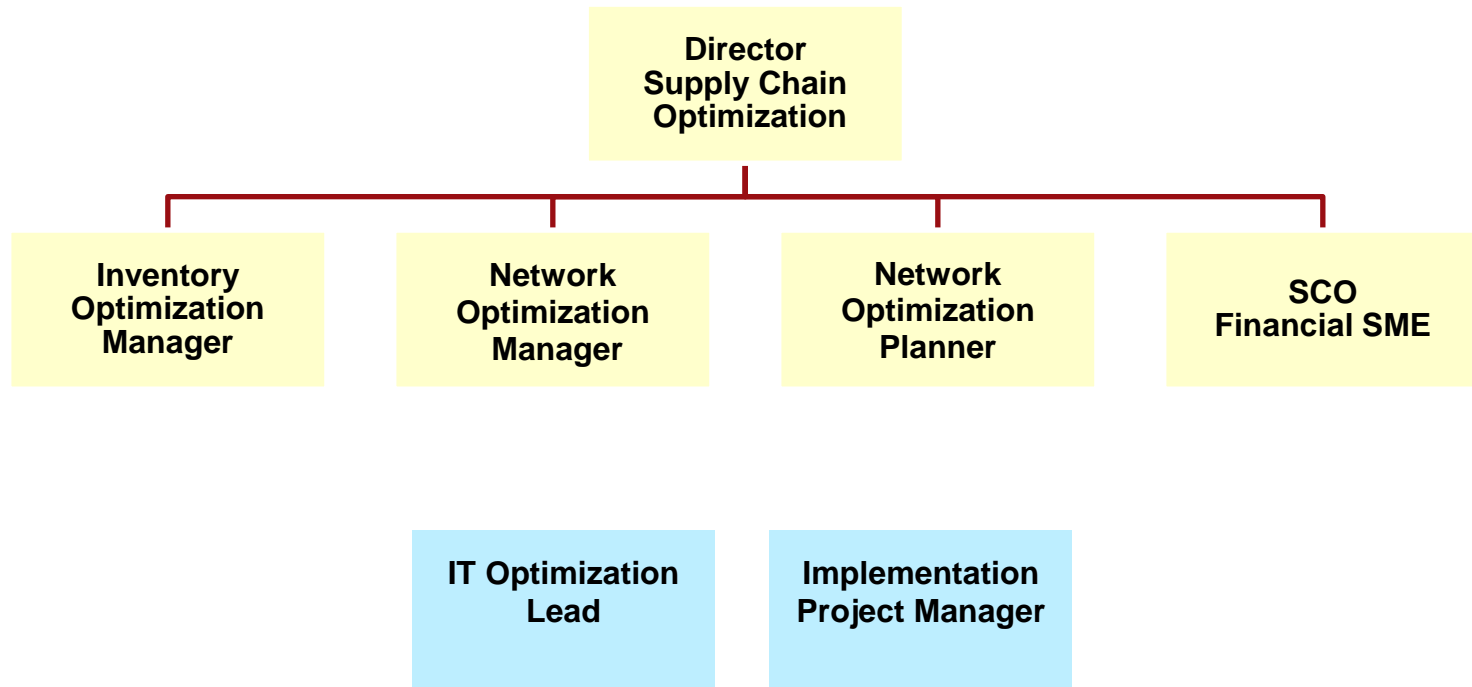 Director
Supply Chain
Optimization
Inventory
Optimization
Manager
Network
Optimization
Manager
Network
Optimization
Planner
SCO
Financial SME
IT Optimization
Lead
Implementation
Project Manager